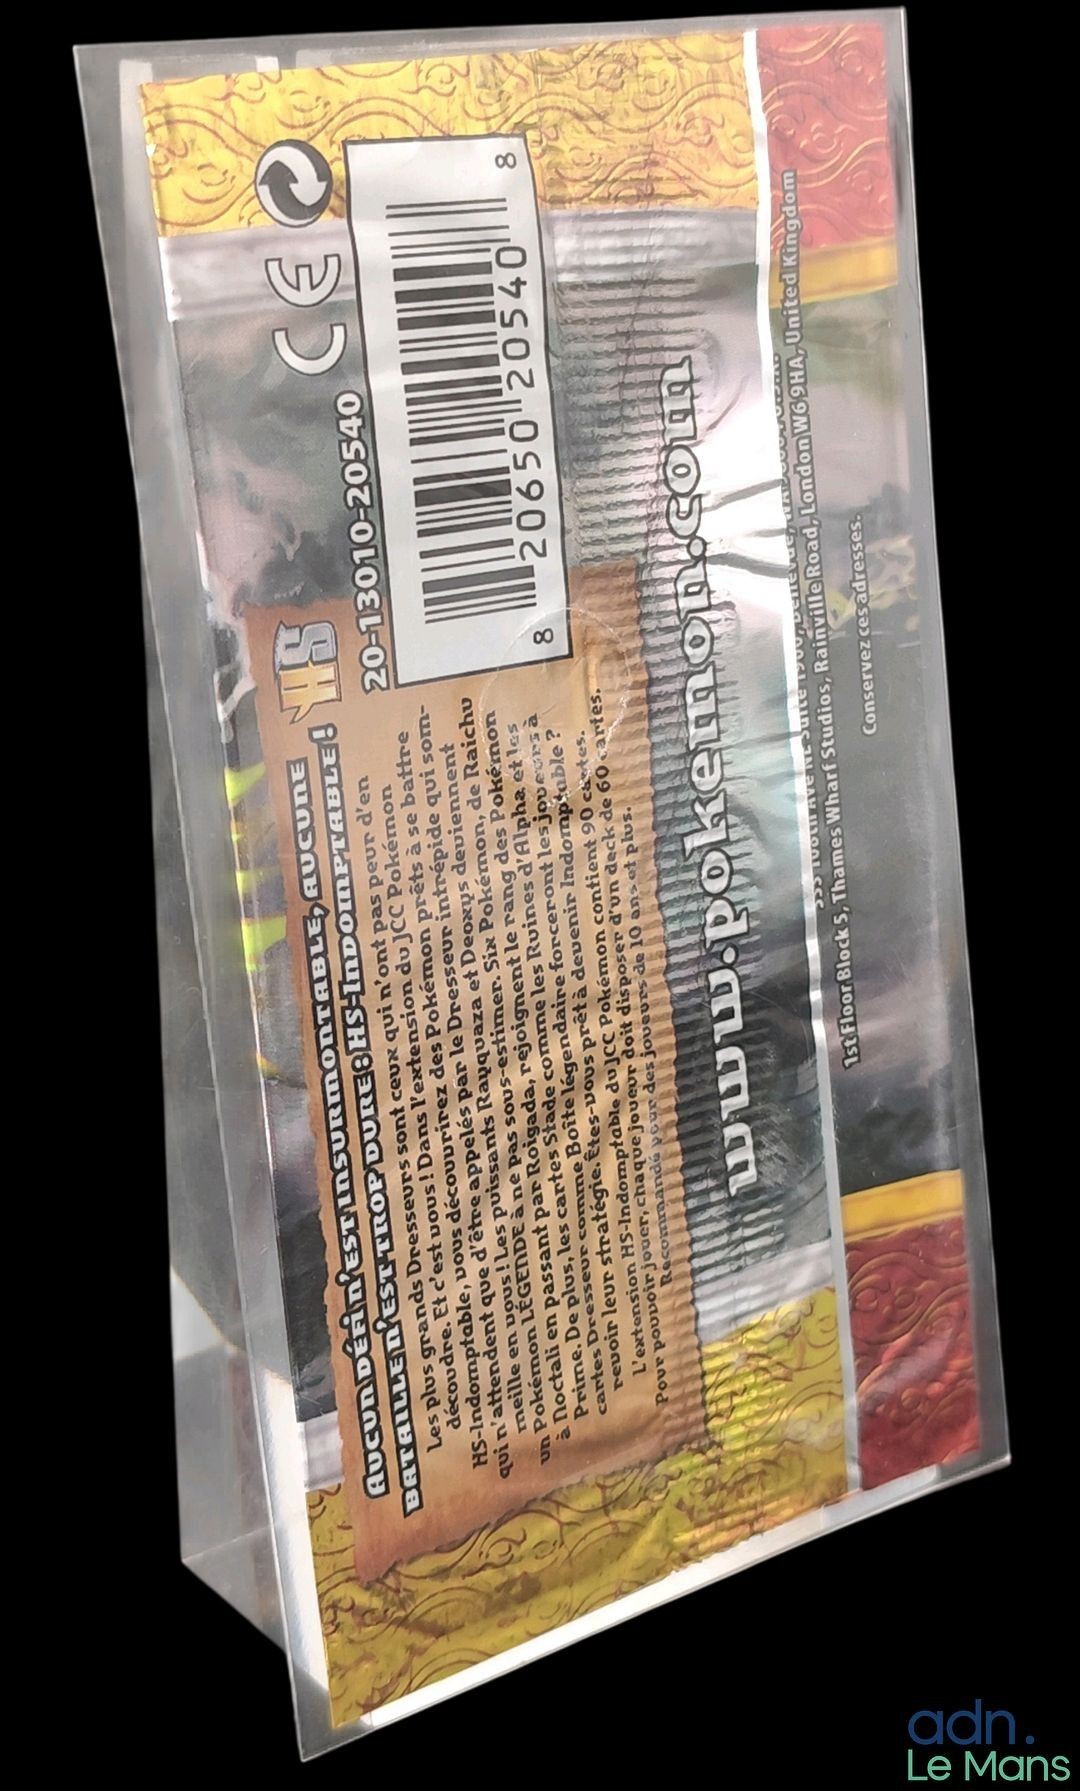 AUCUN DÉFI N'EST INSURMONTABLE, AUCUNE
BATAILLE N'EST TROP DURE : HS-INDOMPTABLE!
HS
Les plus grands Dresseurs sont ceux qui n'ont pas peur d'en
découdre. Et c'est vous ! Dans l'extension du JCC Pokémon
HS-Indomptable, vous découvrirez des Pokémon prêts à se battre
qui n'attendent que d'être appelés par le Dresseur intrépide qui som-
meille en vous ! Les puissants Rayquaza et Deoxys deviennent
un Pokémon LÉGENDE à ne pas sous-estimer. Six Pokémon, de Raichu
à Noctali en passant par Roigada, rejoignent le rang des Pokémon
Prime. De plus, les cartes Stade comme les Ruines d'Alpha et les
cartes Dresseur comme Boîte légendaire forceront les joueurs à
revoir leur stratégie. Êtes-vous prêt à devenir Indomptable ?
L'extension HS-Indomptable du JCC Pokémon contient 90 cartes.
Pour pouvoir jouer, chaque joueur doit disposer d'un deck de 60 cartes.
Recommandé pour des joueurs de 10 ans et plus.
CE
20-13010-20540
8 20650 20540 8
www.pokemon.com
1st Floor Block 5, Thames Wharf Studios, Rainville Road, London W6 9HA, United Kingdom
Conservez ces adresses.
adn.
Le Mans